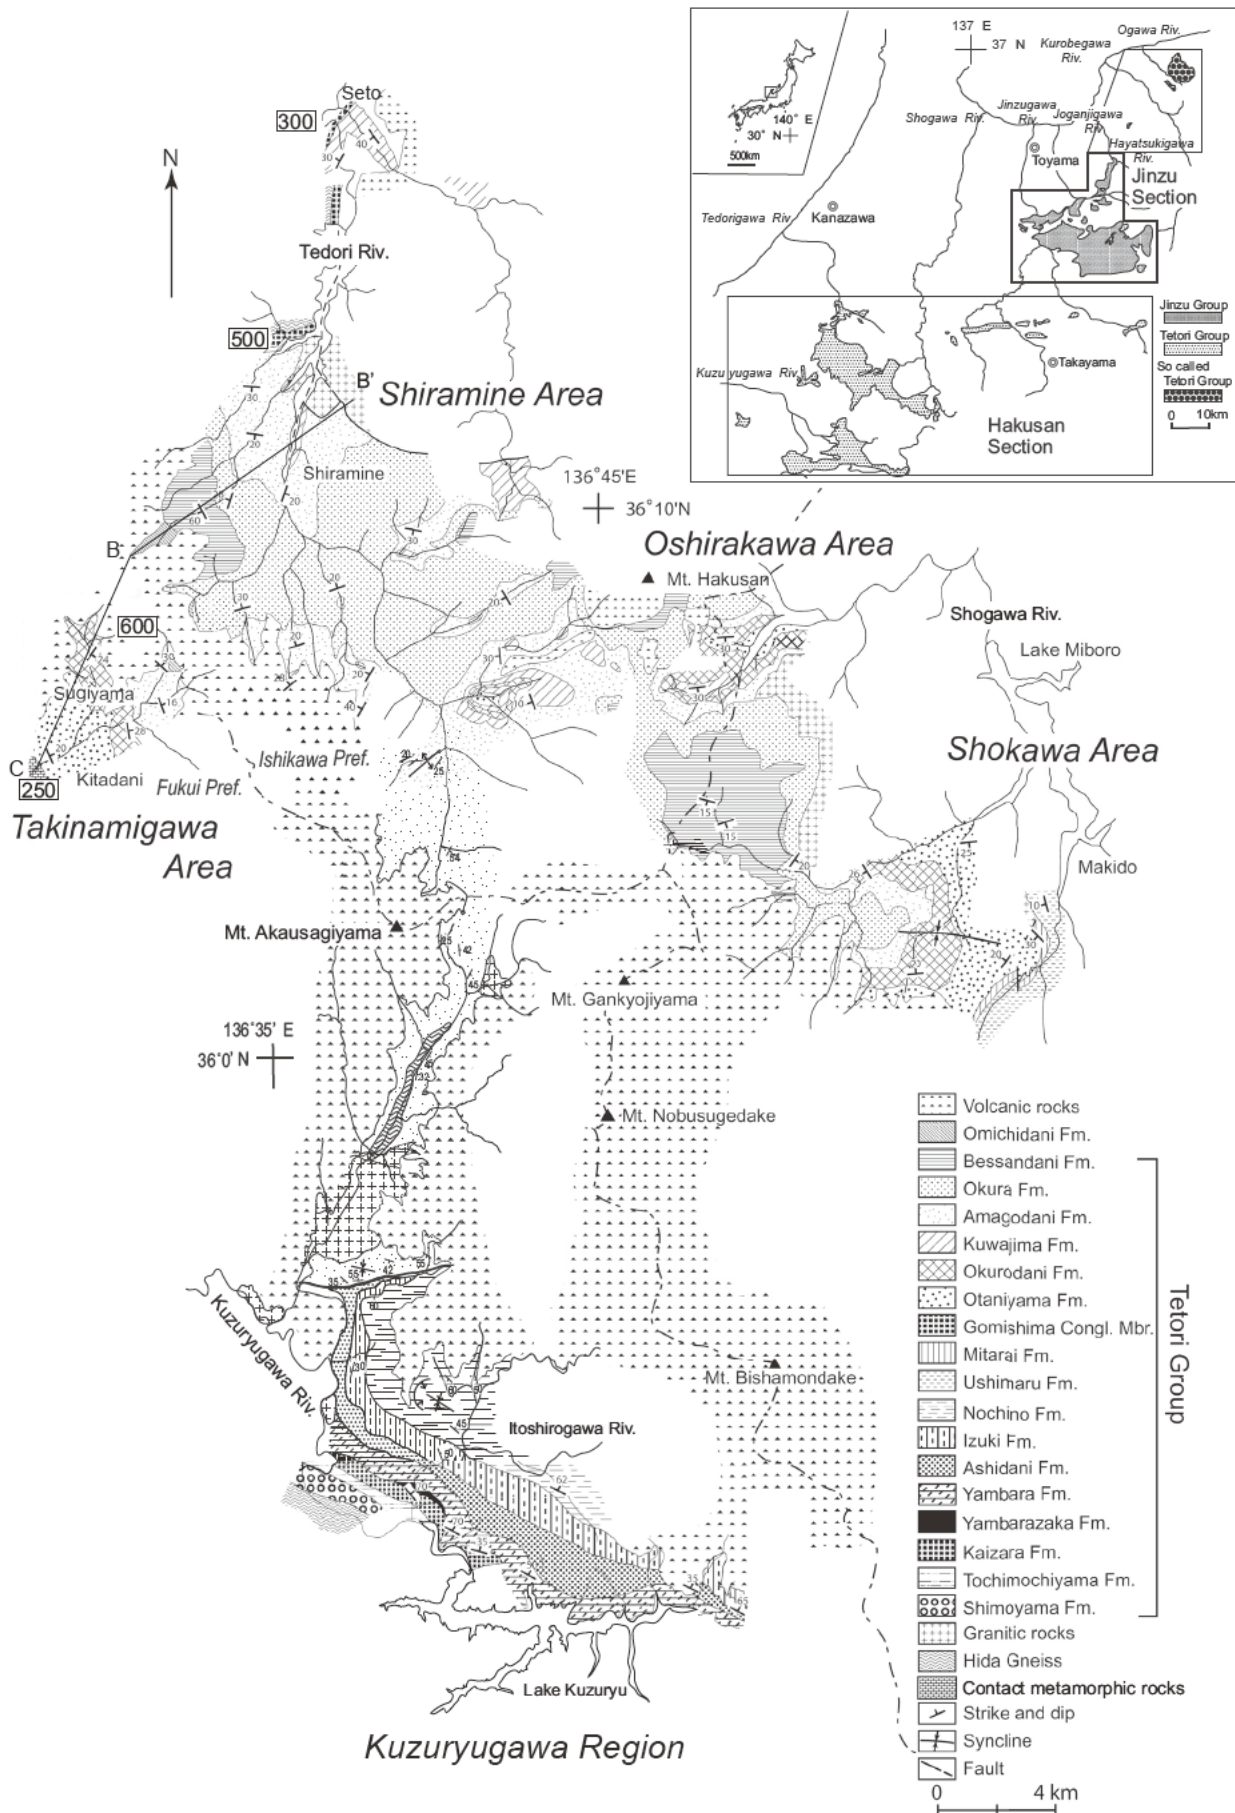 137 E
37 N
Ogawa Riv.
Kurobegawa
Riv.
Shogawa Riv.
Jinzugawa
Riv.
Joganjigawa
Riv.
Hayatsukigawa
Riv.
Toyama
Jinzu
Section
140° E
30° N
500km
Tedorigawa Riv.
Kanazawa
Jinzu Group
Tetori Group
So called
Tetori Group
0 10km
Takayama
Hakusan
Section
Seto
300
40
30
N
Tedori Riv.
500
B'
Shiramine Area
30
20
Shiramine
20
60
B
30
136°45'E
36°10'N
Oshirakawa Area
Mt. Hakusan
Shogawa Riv.
Lake Miboro
600
Sugiyama
Kitadani
C
250
Takinamigawa
Area
Fukui Pref.
Ishikawa Pref.
Shokawa Area
Makido
Mt. Akausagiyama
Mt. Gankyojiyama
136°35' E
36°0' N
Mt. Nobusugedake
Mt. Bishamondake
Kuzuryugawa Riv.
Itoshirogawa Riv.
Lake Kuzuryu
Kuzuryugawa Region
Volcanic rocks
Omichidani Fm.
Bessandani Fm.
Okura Fm.
Amagodani Fm.
Kuwajima Fm.
Okurodani Fm.
Otaniyama Fm.
Gomishima Congl. Mbr.
Mitarai Fm.
Ushimaru Fm.
Nochino Fm.
Izuki Fm.
Ashidani Fm.
Yambara Fm.
Yambarazaka Fm.
Kaizara Fm.
Tochimochiyama Fm.
Shimoyama Fm.
Tetori Group
Granitic rocks
Hida Gneiss
Contact metamorphic rocks
Strike and dip
Syncline
Fault
0 4 km